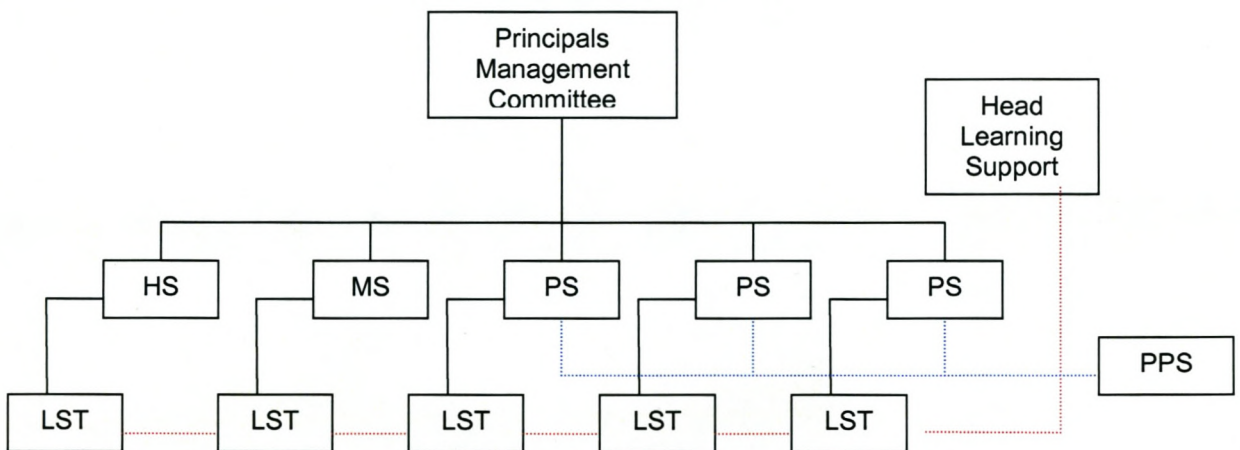 Principals
Management
Committee
Head
Learning
Support
HS
MS
PS
PS
PS
PPS
LST
LST
LST
LST
LST